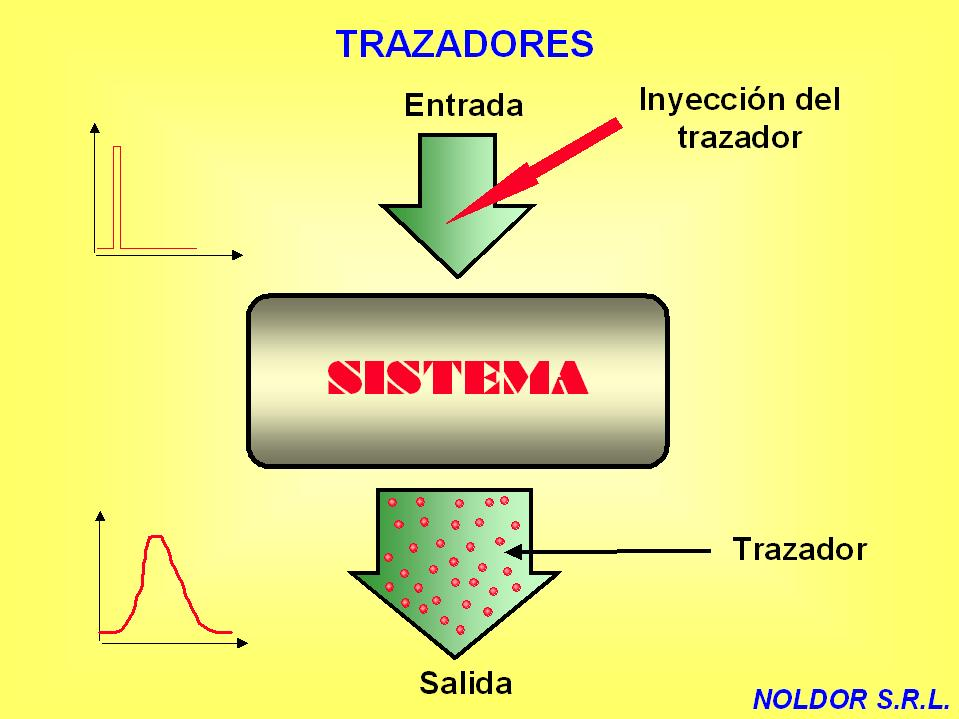 TRAZADORES
Entrada
Inyección del
trazador
SISTEMA
Trazador
Salida
NOLDOR S.R.L.